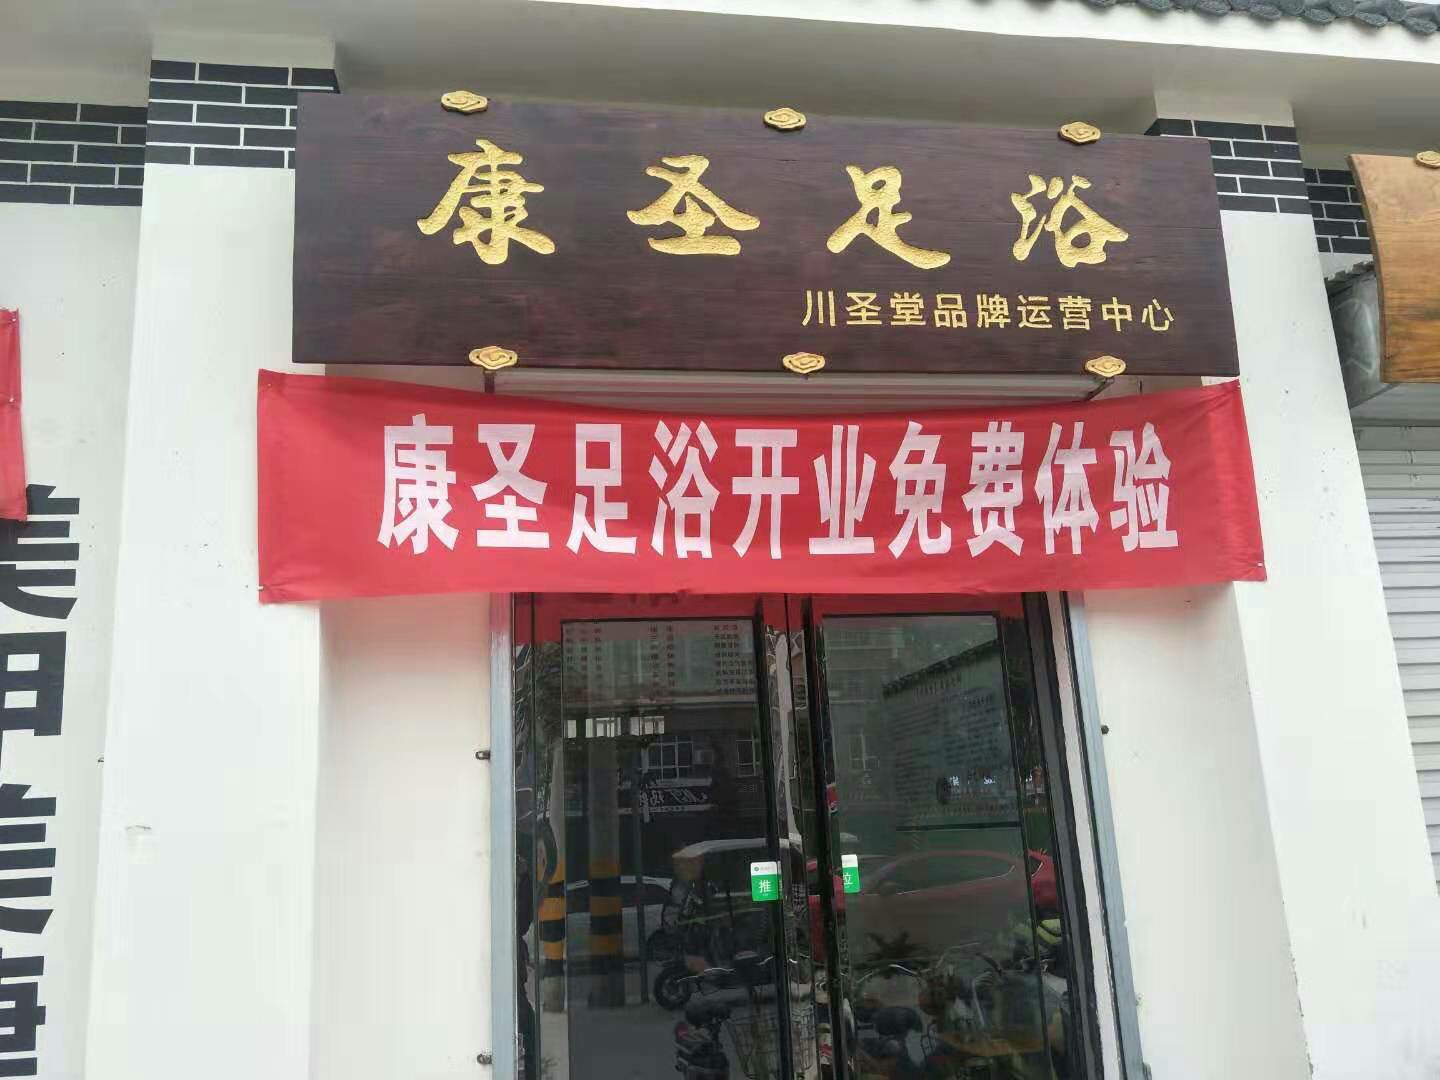 康圣足浴
川圣堂品牌运营中心
康圣足浴开业免费体验
推
拉